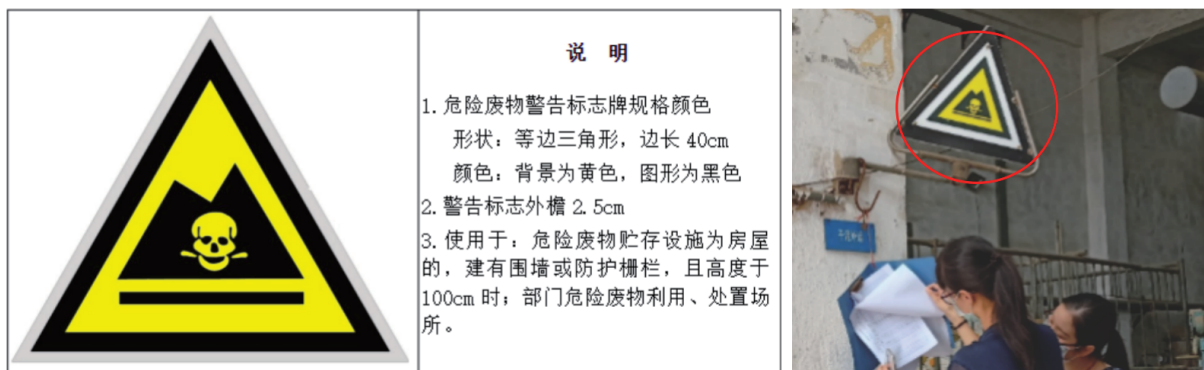 说 明
1.危险废物警告标志牌规格颜色
形状：等边三角形，边长 40cm
颜色：背景为黄色，图形为黑色
2.警告标志外檐 2.5cm
3.使用于：危险废物贮存设施为房屋
的，建有围墙或防护栅栏，且高度于
100cm 时；部门危险废物利用、处置场
所。